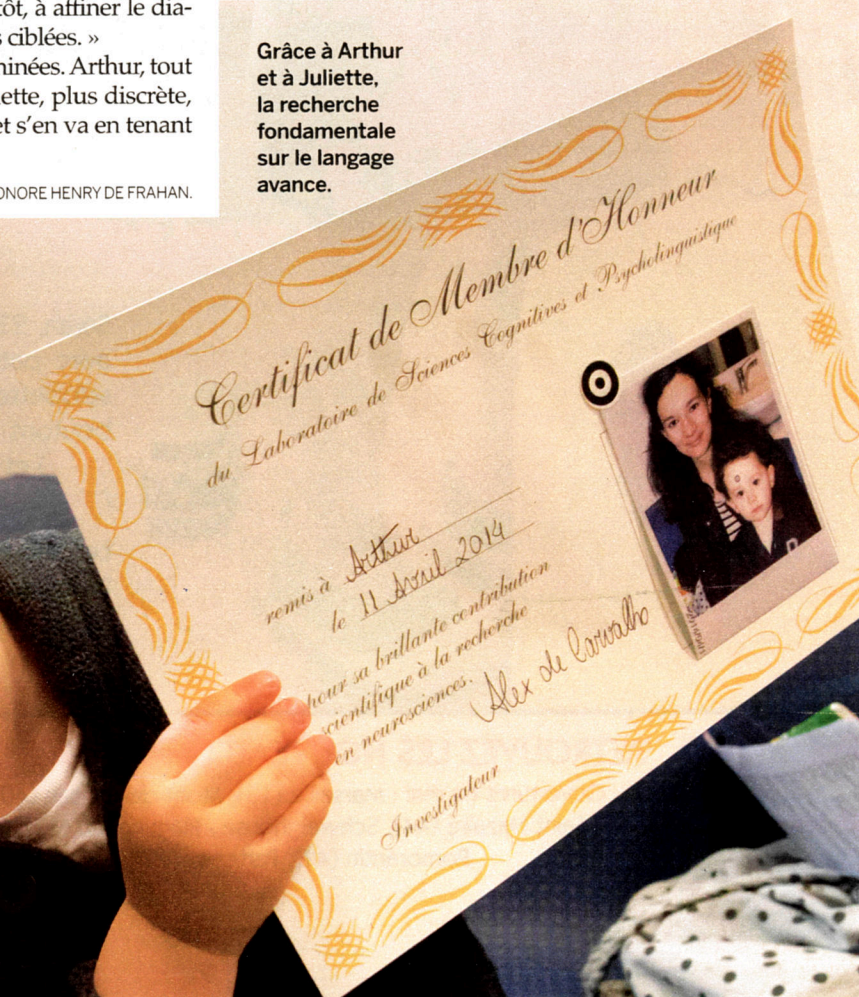 tôt, à affiner le dia-
s ciblées. »
ninées. Arthur, tout
ette, plus discrète,
et s'en va en tenant
ONORE HENRY DE FRAHAN.
Grâce à Arthur
et à Juliette,
la recherche
fondamentale
sur le langage
avance.
Certificat de Membre d'Honneur
du Laboratoire de Sciences Cognitives et Psycholinguistique
remis à Arthur
le 11 Avril 2014
pour sa brillante contribution
scientifique à la recherche
en neurosciences.
Alex de Carvalho
Investigateur